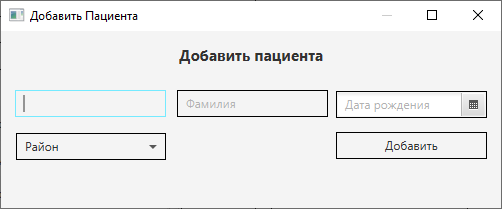 Добавить Пациента
Добавить пациента
Фамилия
Дата рождения
Район
Добавить